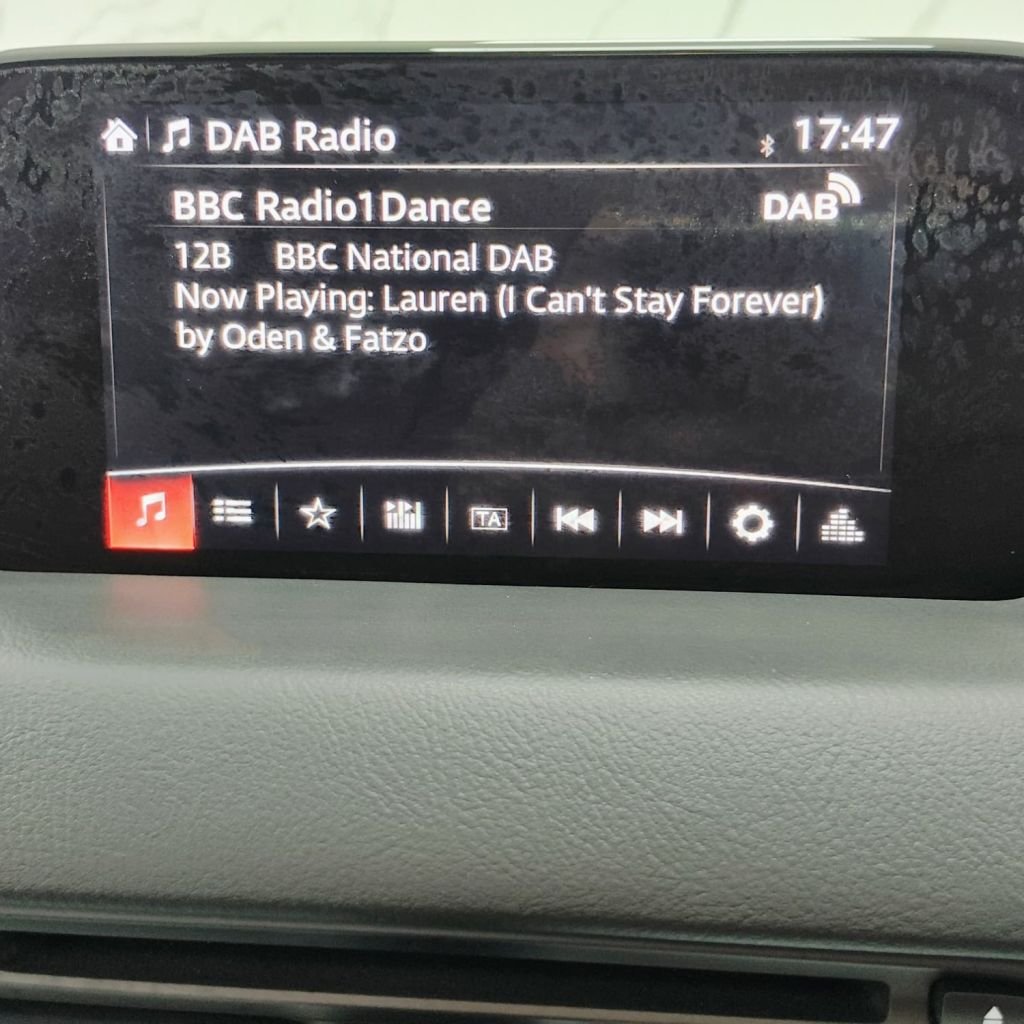 DAB Radio 17:47
BBC Radio1Dance DAB
12B BBC National DAB
Now Playing: Lauren (I Can't Stay Forever)
by Oden & Fatzo
TA